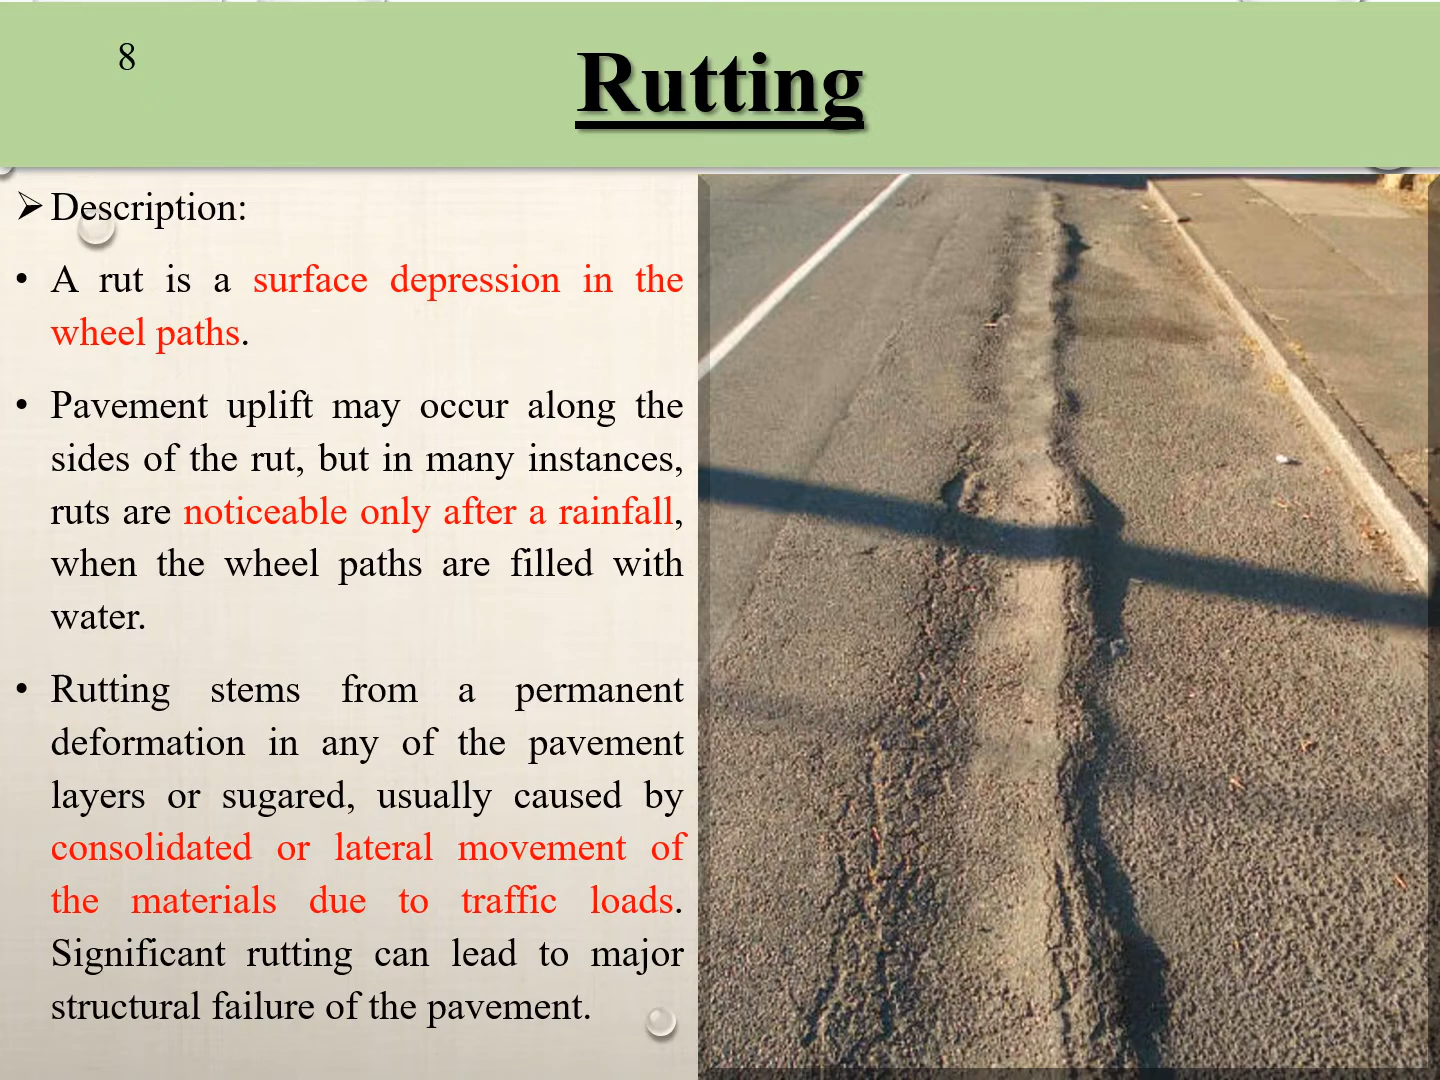 8
Rutting
➢ Description:
• A rut is a surface depression in the
wheel paths.
• Pavement uplift may occur along the
sides of the rut, but in many instances,
ruts are noticeable only after a rainfall,
when the wheel paths are filled with
water.
• Rutting stems from a permanent
deformation in any of the pavement
layers or sugared, usually caused by
consolidated or lateral movement of
the materials due to traffic loads.
Significant rutting can lead to major
structural failure of the pavement.